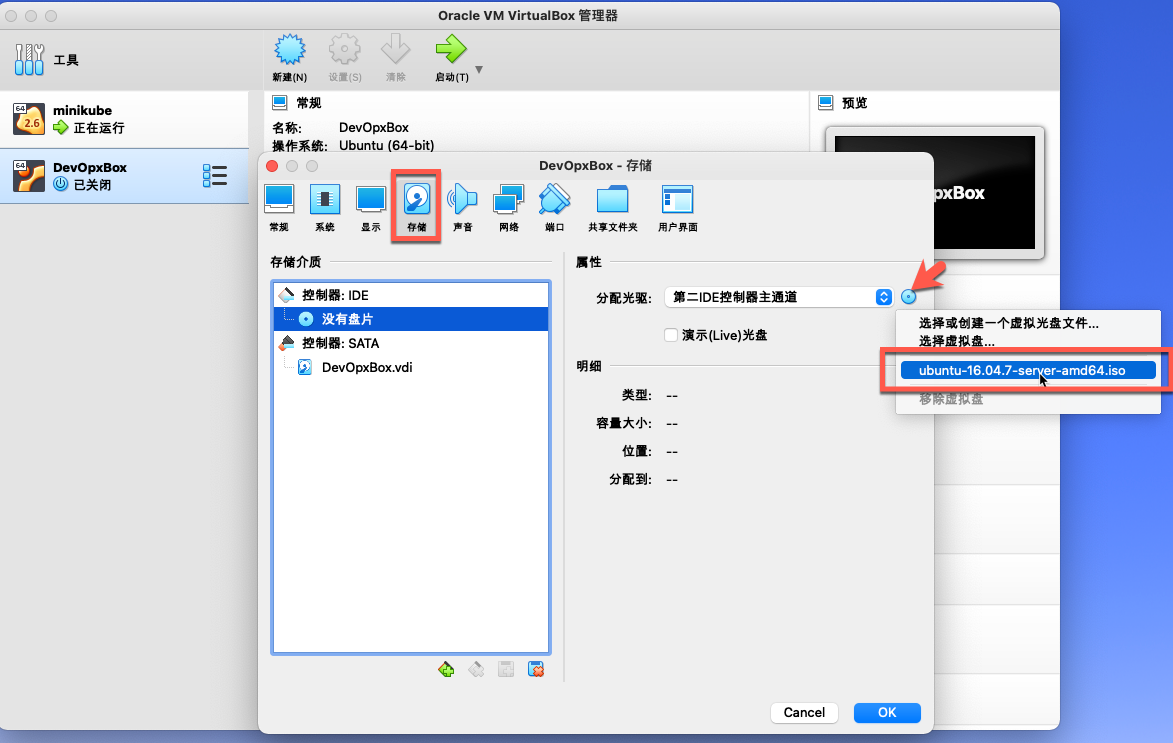 Oracle VM VirtualBox 管理器
工具
新建(N)
设置(S)
清除
启动(T)
64
2.6
minikube
正在运行
64
DevOpxBox
已关闭
常规
名称: DevOpxBox
操作系统: Ubuntu (64-bit)
预览
pxBox
DevOpxBox - 存储
常规
系统
显示
存储
声音
网络
端口
共享文件夹
用户界面
存储介质
控制器: IDE
没有盘片
控制器: SATA
DevOpxBox.vdi
属性
分配光驱: 第二IDE控制器主通道
演示(Live)光盘
明细
类型: --
容量大小: --
位置: --
分配到: --
选择或创建一个虚拟光盘文件...
选择虚拟盘...
ubuntu-16.04.7-server-amd64.iso
移除虚拟盘
Cancel
OK